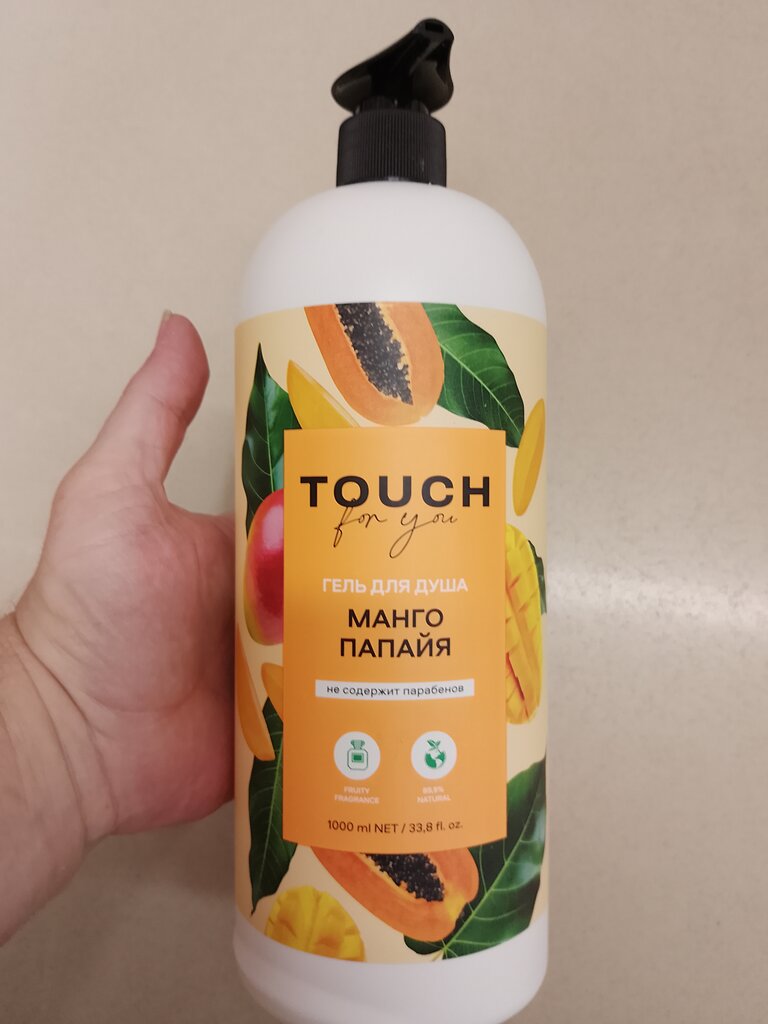 TOUCH
for you
ГЕЛЬ ДЛЯ ДУША
МАНГО
ПАПАЙЯ
не содержит парабенов
FRUITY
FRAGRANCE
NATURAL
1000 ml NET / 33,8 fl. oz.